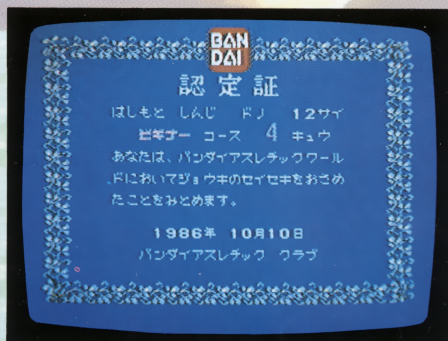 BAN
DAI
認定証
はしもと しんじ ドノ 12サイ
ビギナー コース 4 キュウ
あなたは、バンダイアスレチックワール
ドにおいてジョウキのセイセキをおさめ
たことをみとめます。
1986年 10月10日
バンダイアスレチック クラブ